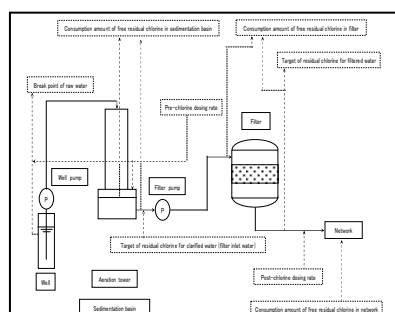 Consumption amount of free residual chlorine in sedimentation basin
Consumption amount of free residual chlorine in filter
Target of residual chlorine for filtered water
Break point of raw water
Pre-chlorine dosing rate
Filter
Well pump
Filter pump
P
P
Network
Target of residual chlorine for clarified water (filter inlet water)
Well
Aeration tower
Post-chlorine dosing rate
Sedimentation basin
Consumption amount of free residual chlorine in network